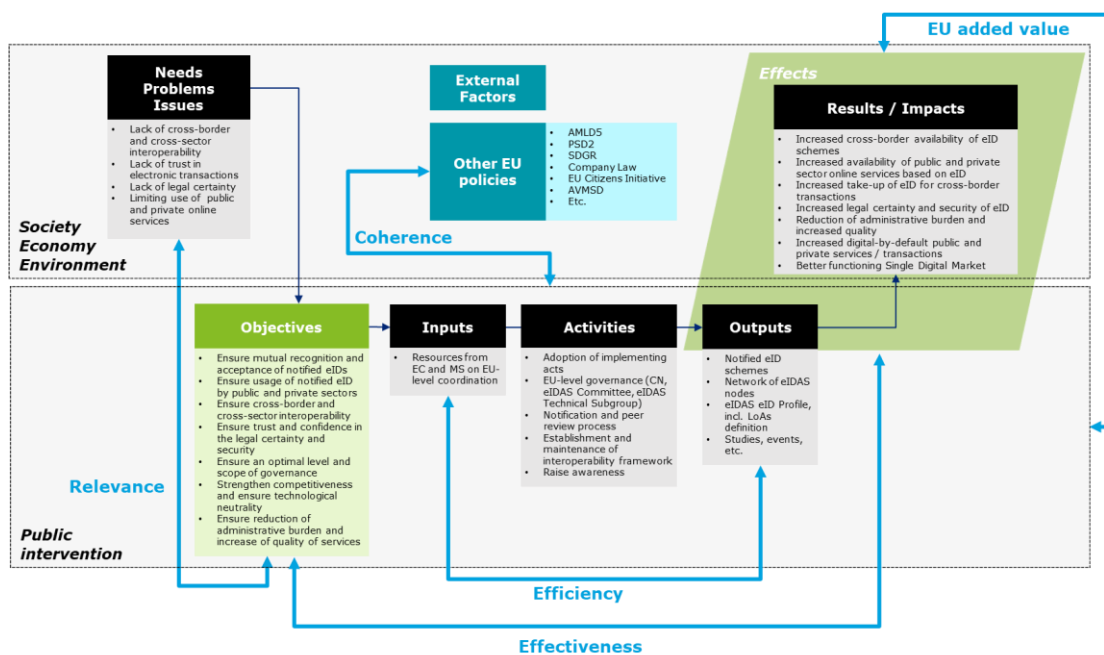 EU added value
Needs
Problems
Issues
• Lack of cross-border
and cross-sector
interoperability
• Lack of trust in
electronic transactions
• Lack of legal certainty
• Limiting use of public
and private online
services
Society
Economy
Environment
External
Factors
Other EU
policies
• AMLD5
• PSD2
• SDGR
• Company Law
• EU Citizens Initiative
• AVMSD
• Etc.
Coherence
Effects
Results / Impacts
• Increased cross-border availability of eID
schemes
• Increased availability of public and private
sector online services based on eID
• Increased take-up of eID for cross-border
transactions
• Increased legal certainty and security of eID
• Reduction of administrative burden and
increased quality
• Increased digital-by-default public and
private services / transactions
• Better functioning Single Digital Market
Objectives
• Ensure mutual recognition and
acceptance of notified eIDs
• Ensure usage of notified eID
by public and private sectors
• Ensure cross-border and
cross-sector interoperability
• Ensure trust and confidence in
the legal certainty and
security
• Ensure an optimal level and
scope of governance
• Strengthen competitiveness
and ensure technological
neutrality
• Ensure reduction of
administrative burden and
increase of quality of services
Inputs
• Resources from
EC and MS on EU-
level coordination
Activities
• Adoption of implementing
acts
• EU-level governance (CN,
eIDAS Committee, eIDAS
Technical Subgroup)
• Notification and peer
review process
• Establishment and
maintenance of
interoperability framework
• Raise awareness
Outputs
• Notified eID
schemes
• Network of eIDAS
nodes
• eIDAS eID Profile,
incl. LoAs
definition
• Studies, events,
etc.
Relevance
Public
intervention
Efficiency
Effectiveness